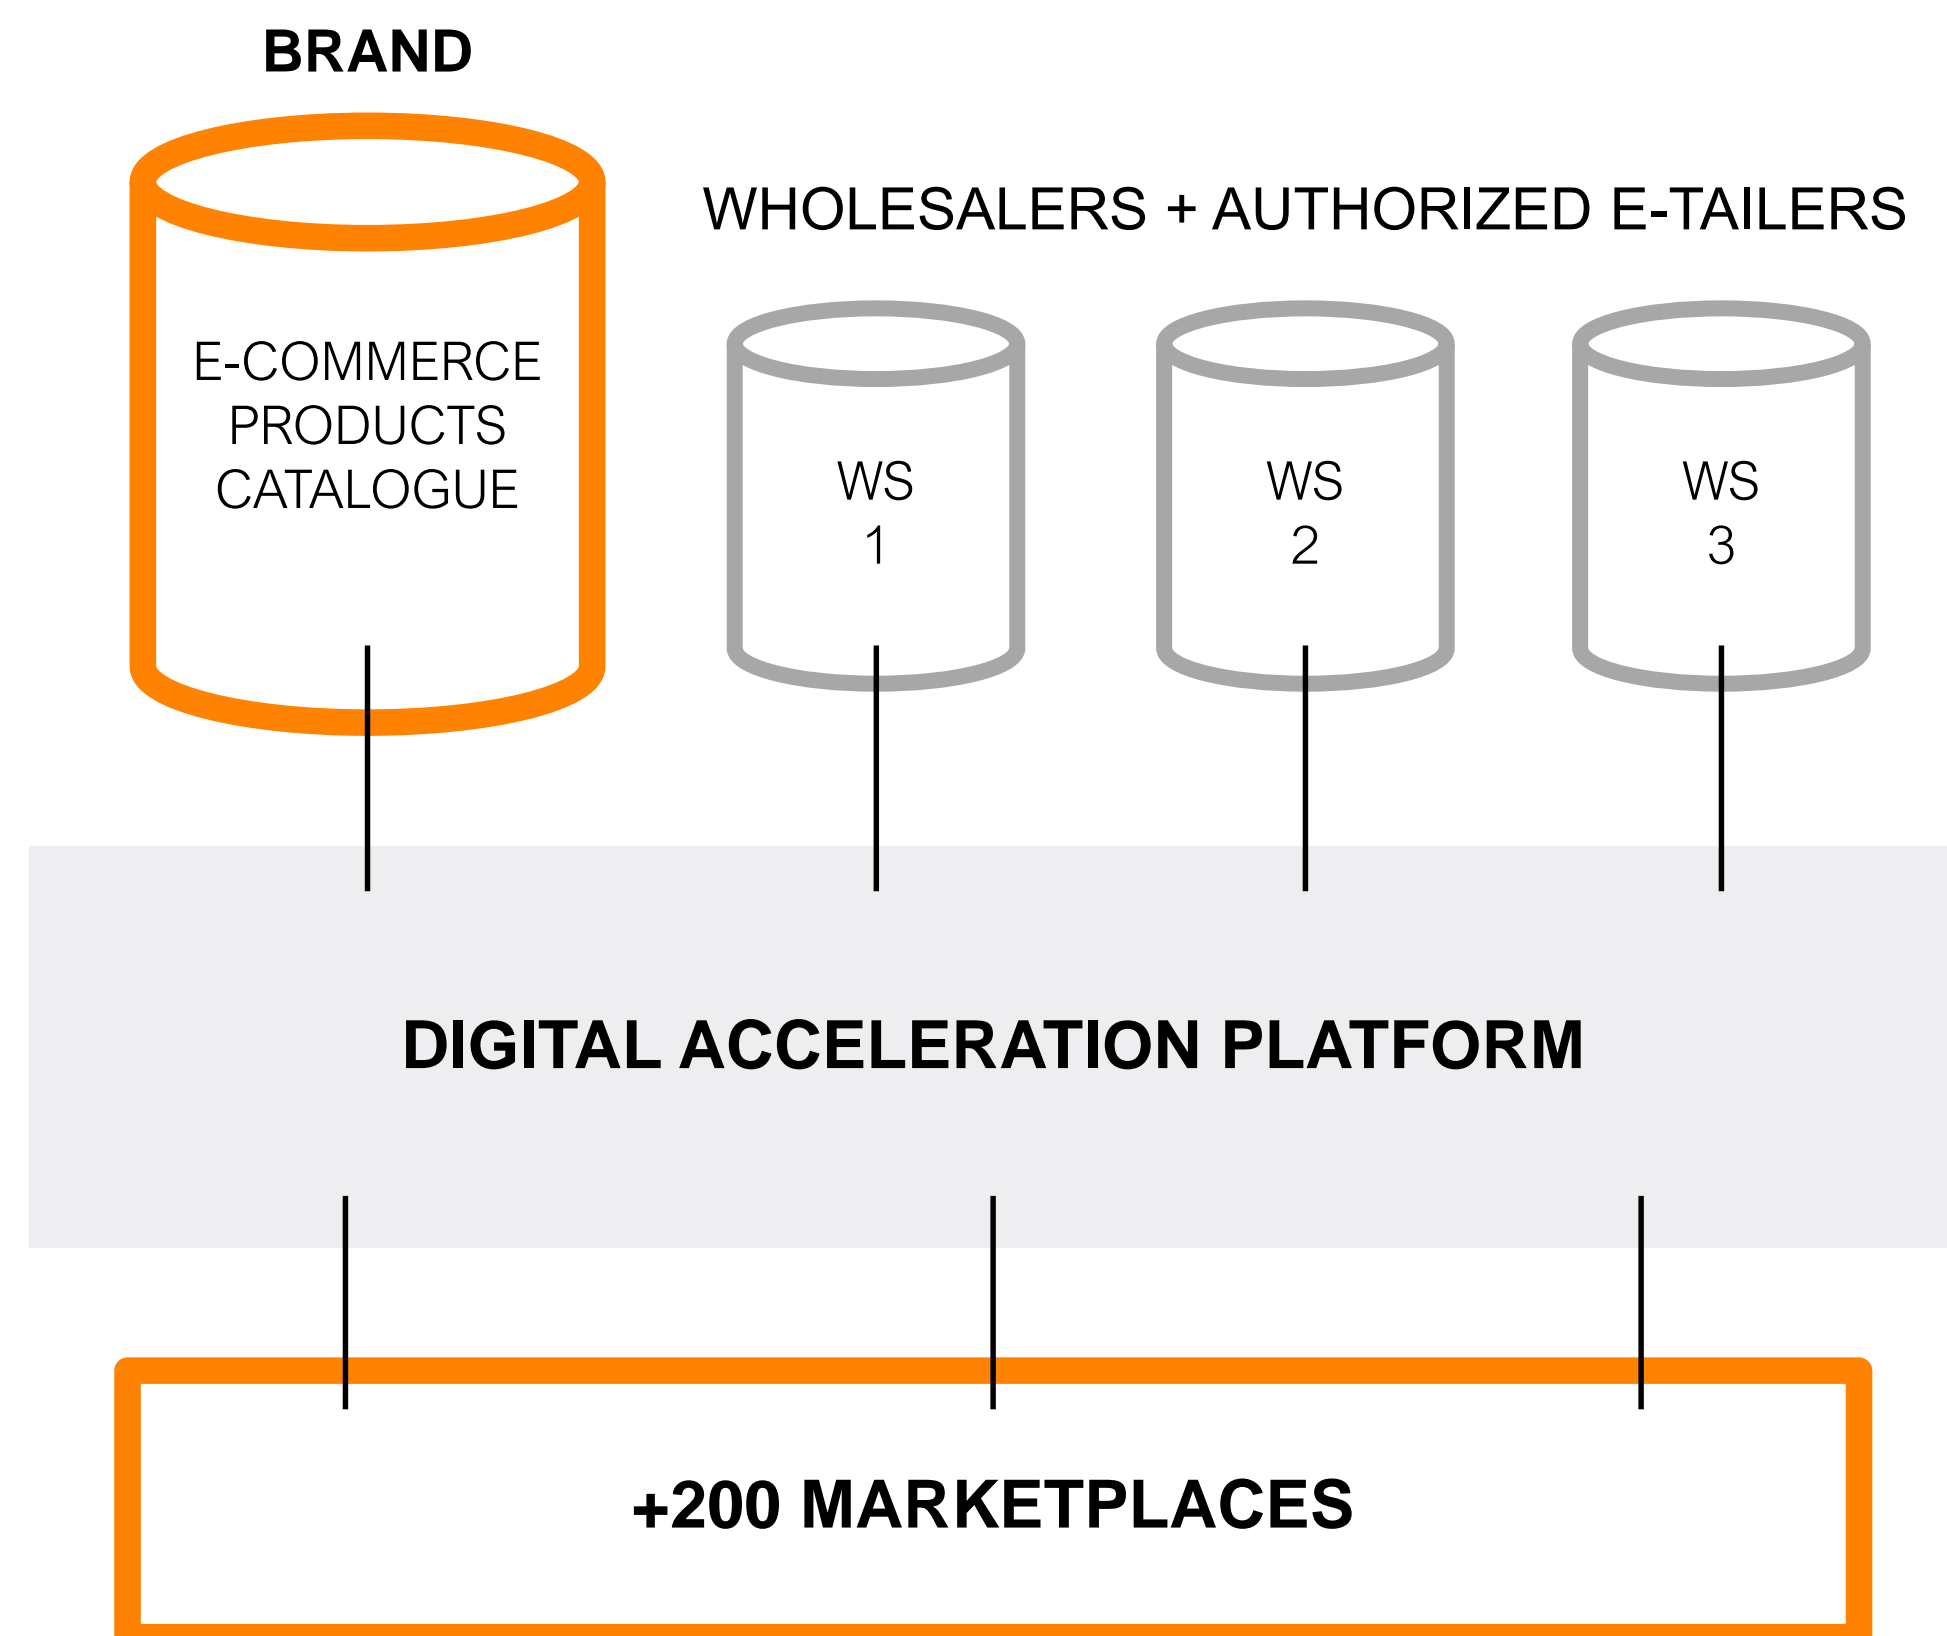 BRAND
WHOLESALERS + AUTHORIZED E-TAILERS
E-COMMERCE
PRODUCTS
CATALOGUE
WS
1
WS
2
WS
3
DIGITAL ACCELERATION PLATFORM
+200 MARKETPLACES